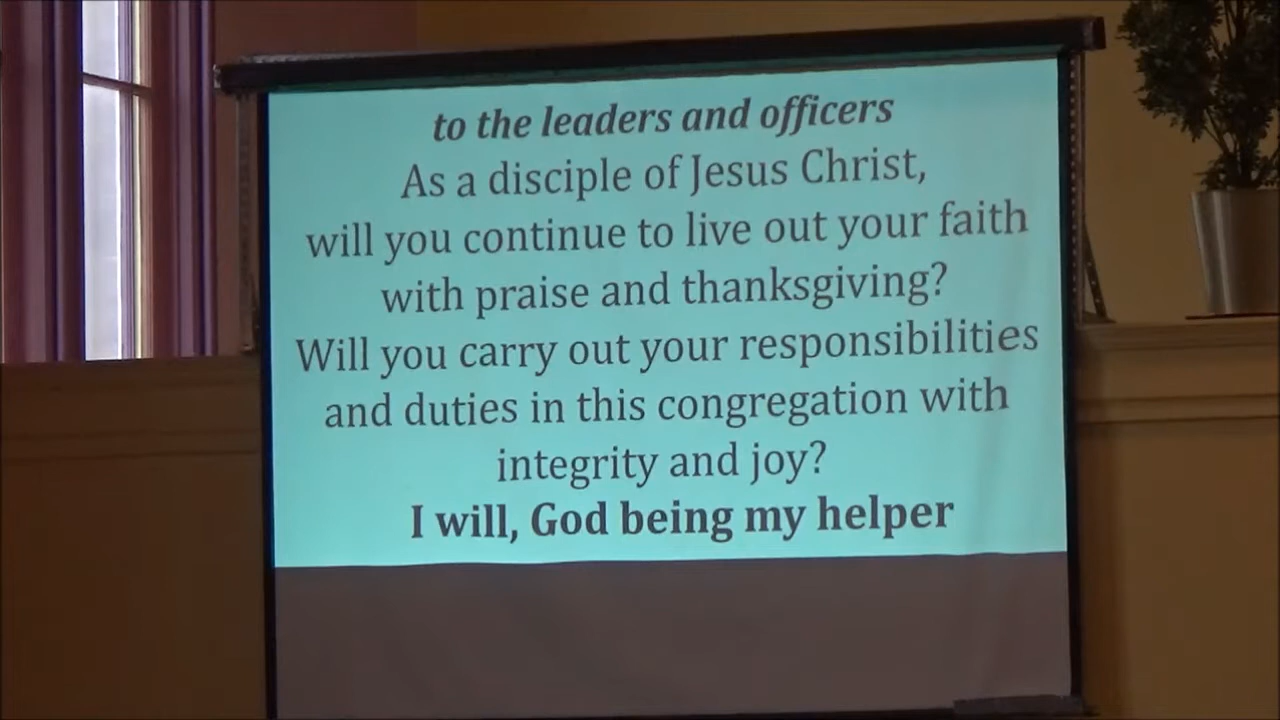 to the leaders and officers
As a disciple of Jesus Christ,
will you continue to live out your faith
with praise and thanksgiving?
Will you carry out your responsibilities
and duties in this congregation with
integrity and joy?
I will, God being my helper